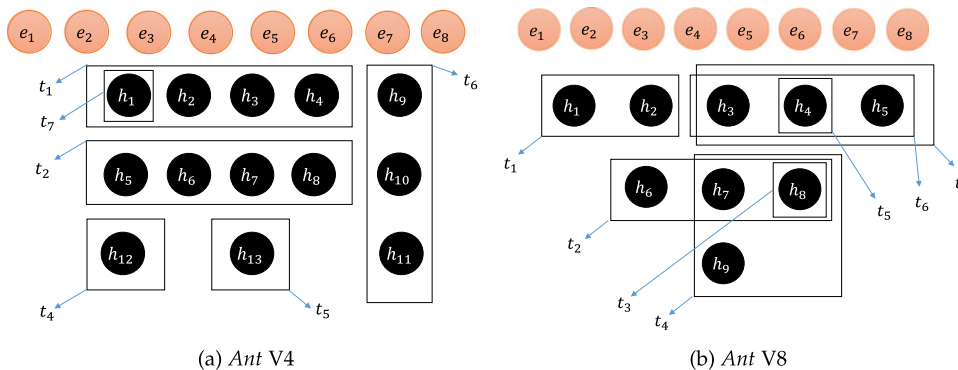 e₁ e₂ e₃ e₄ e₅ e₆ e₇ e₈
t₁ h₁ h₂ h₃ h₄ h₉ t₆
t₇
t₂ h₅ h₆ h₇ h₈ h₁₀
h₁₂ h₁₃ h₁₁
t₄ t₅
(a) Ant V4
e₁ e₂ e₃ e₄ e₅ e₆ e₇ e₈
h₁ h₂ h₃ h₄ h₅
t₁ t
h₆ h₇ h₈ t₅ t₆
t₂
h₉
t₃
t₄
(b) Ant V8